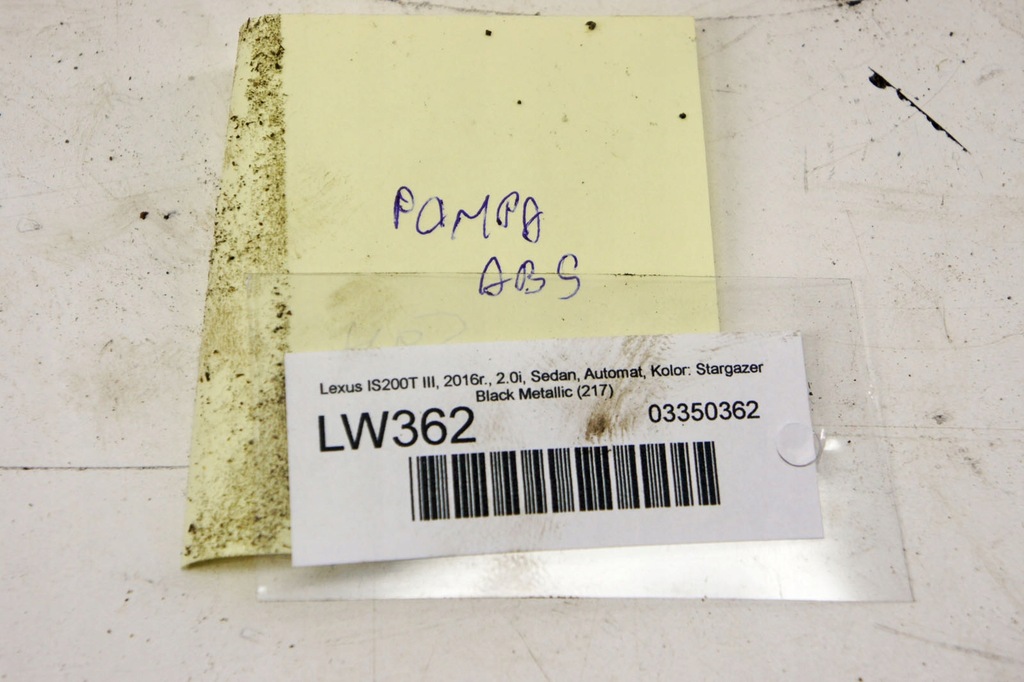 POMPA
ABS
Lexus IS200T III, 2016r., 2.0i, Sedan, Automat, Kolor: Stargazer
Black Metallic (217)
LW362 03350362